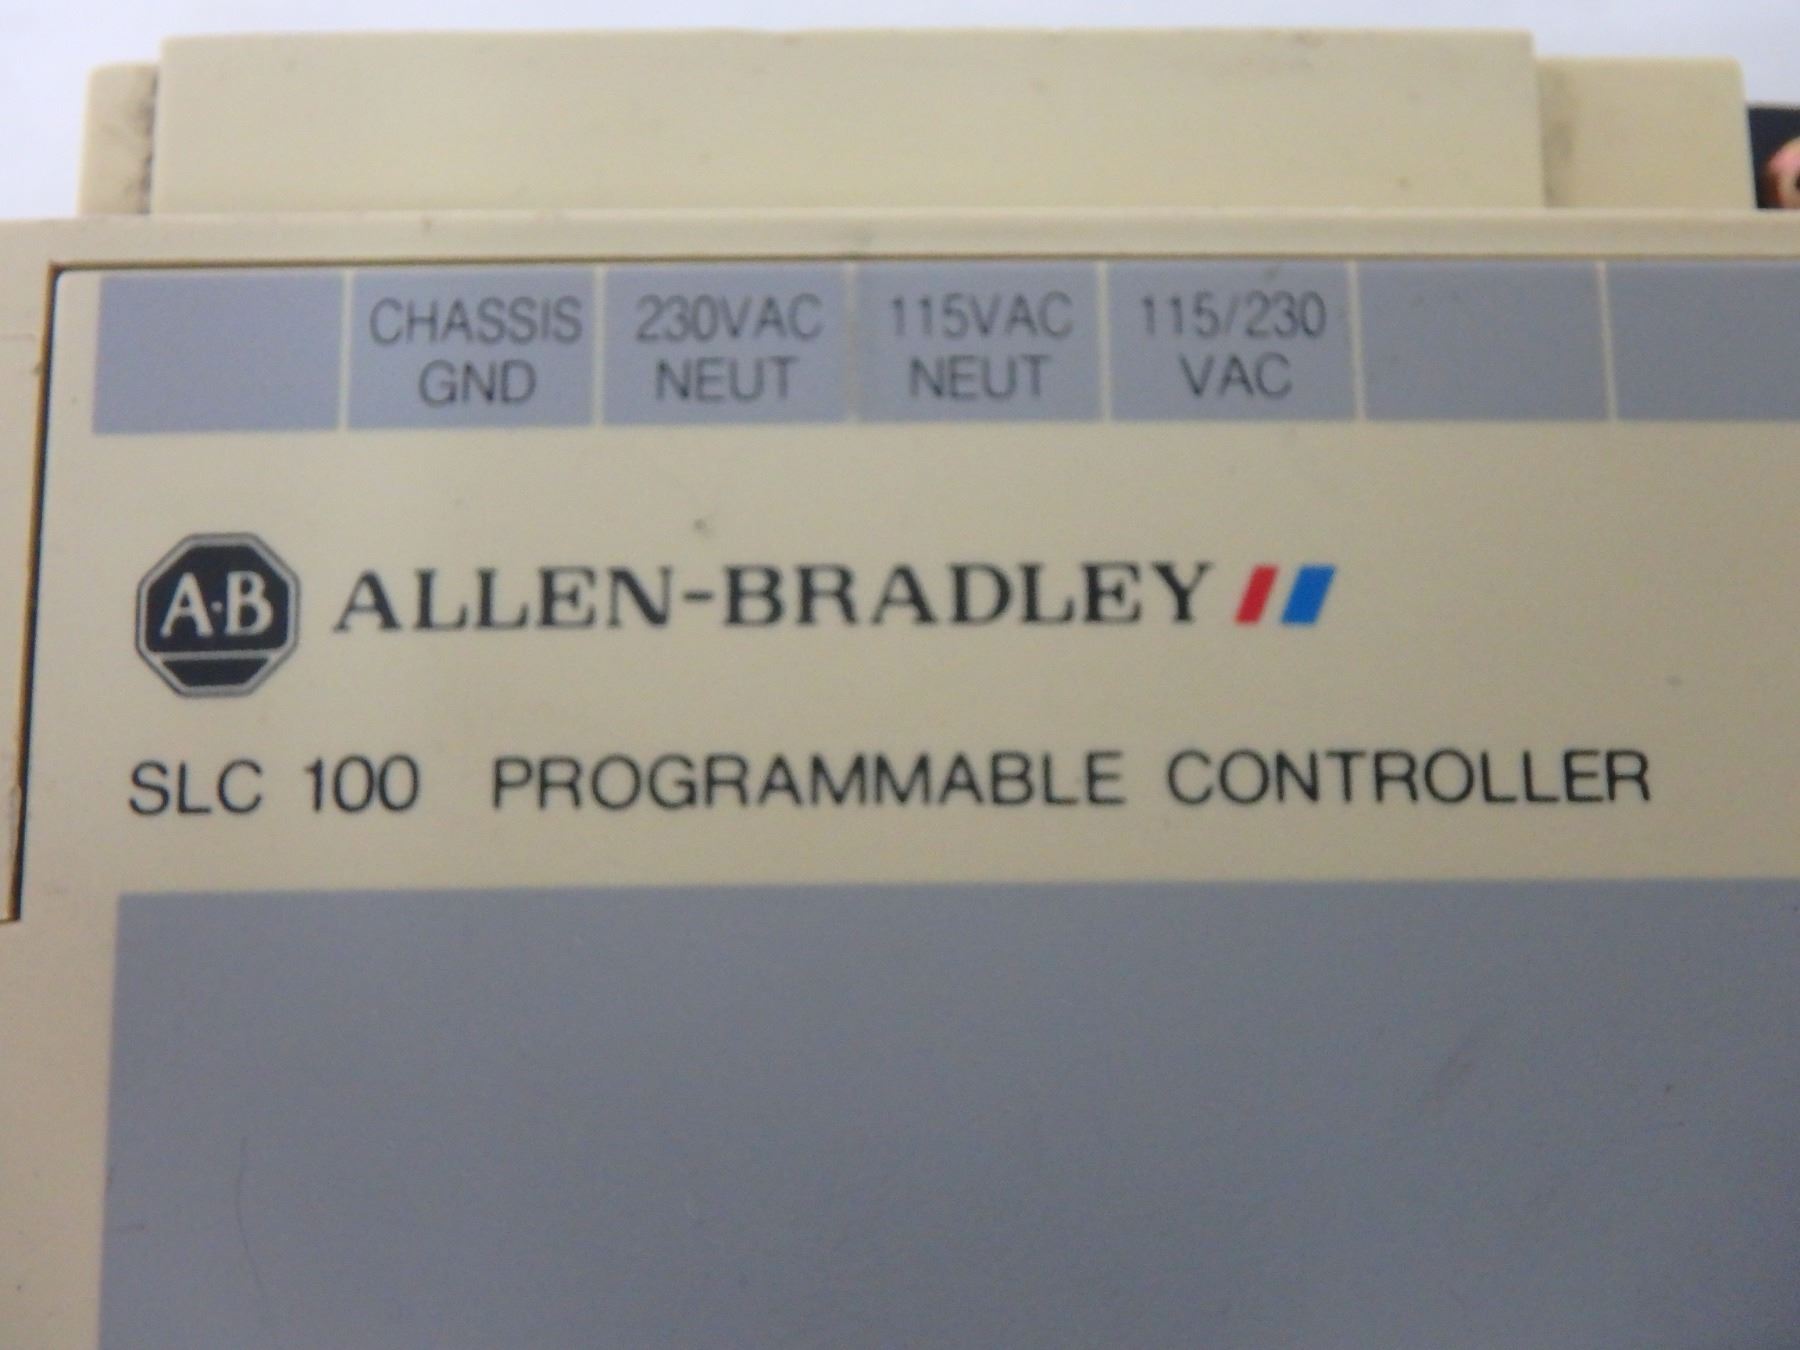 CHASSIS GND
230VAC NEUT
115VAC NEUT
115/230 VAC
A·B ALLEN-BRADLEY
SLC 100 PROGRAMMABLE CONTROLLER